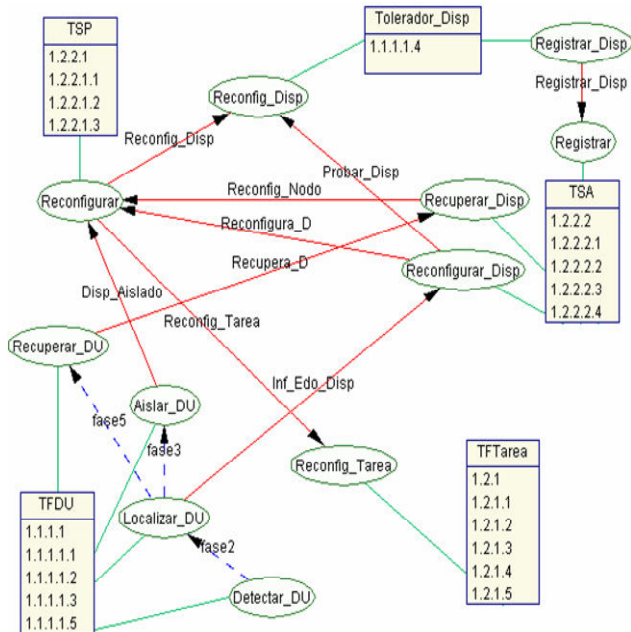 TSP
1.2.2.1
1.2.2.1.1
1.2.2.1.2
1.2.2.1.3
Tolerador_Disp
1.1.1.1.4
Registrar_Disp
Registrar_Disp
Reconfig_Disp
Reconfig_Disp
Registrar
Probar_Disp
Reconfig_Nodo
Reconfigurar
Recuperar_Disp
TSA
1.2.2.2
1.2.2.2.1
1.2.2.2.2
1.2.2.2.3
1.2.2.2.4
Reconfigura_D
Recupera_D
Reconfigurar_Disp
Disp_Aislado
Reconfig_Tarea
Recuperar_DU
Inf_Edo_Disp
Aislar_DU
fase5
fase3
Reconfig_Tarea
TFTarea
1.2.1
1.2.1.1
1.2.1.2
1.2.1.3
1.2.1.4
1.2.1.5
TFDU
1.1.1.1
1.1.1.1.1
1.1.1.1.2
1.1.1.1.3
1.1.1.1.5
Localizar_DU
fase2
Detectar_DU